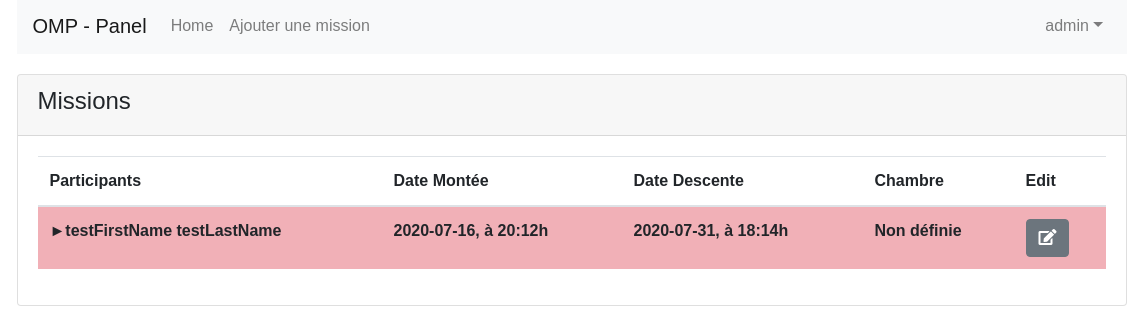 OMP - Panel Home Ajouter une mission admin
Missions
Participants Date Montée Date Descente Chambre Edit
►testFirstName testLastName 2020-07-16, à 20:12h 2020-07-31, à 18:14h Non définie